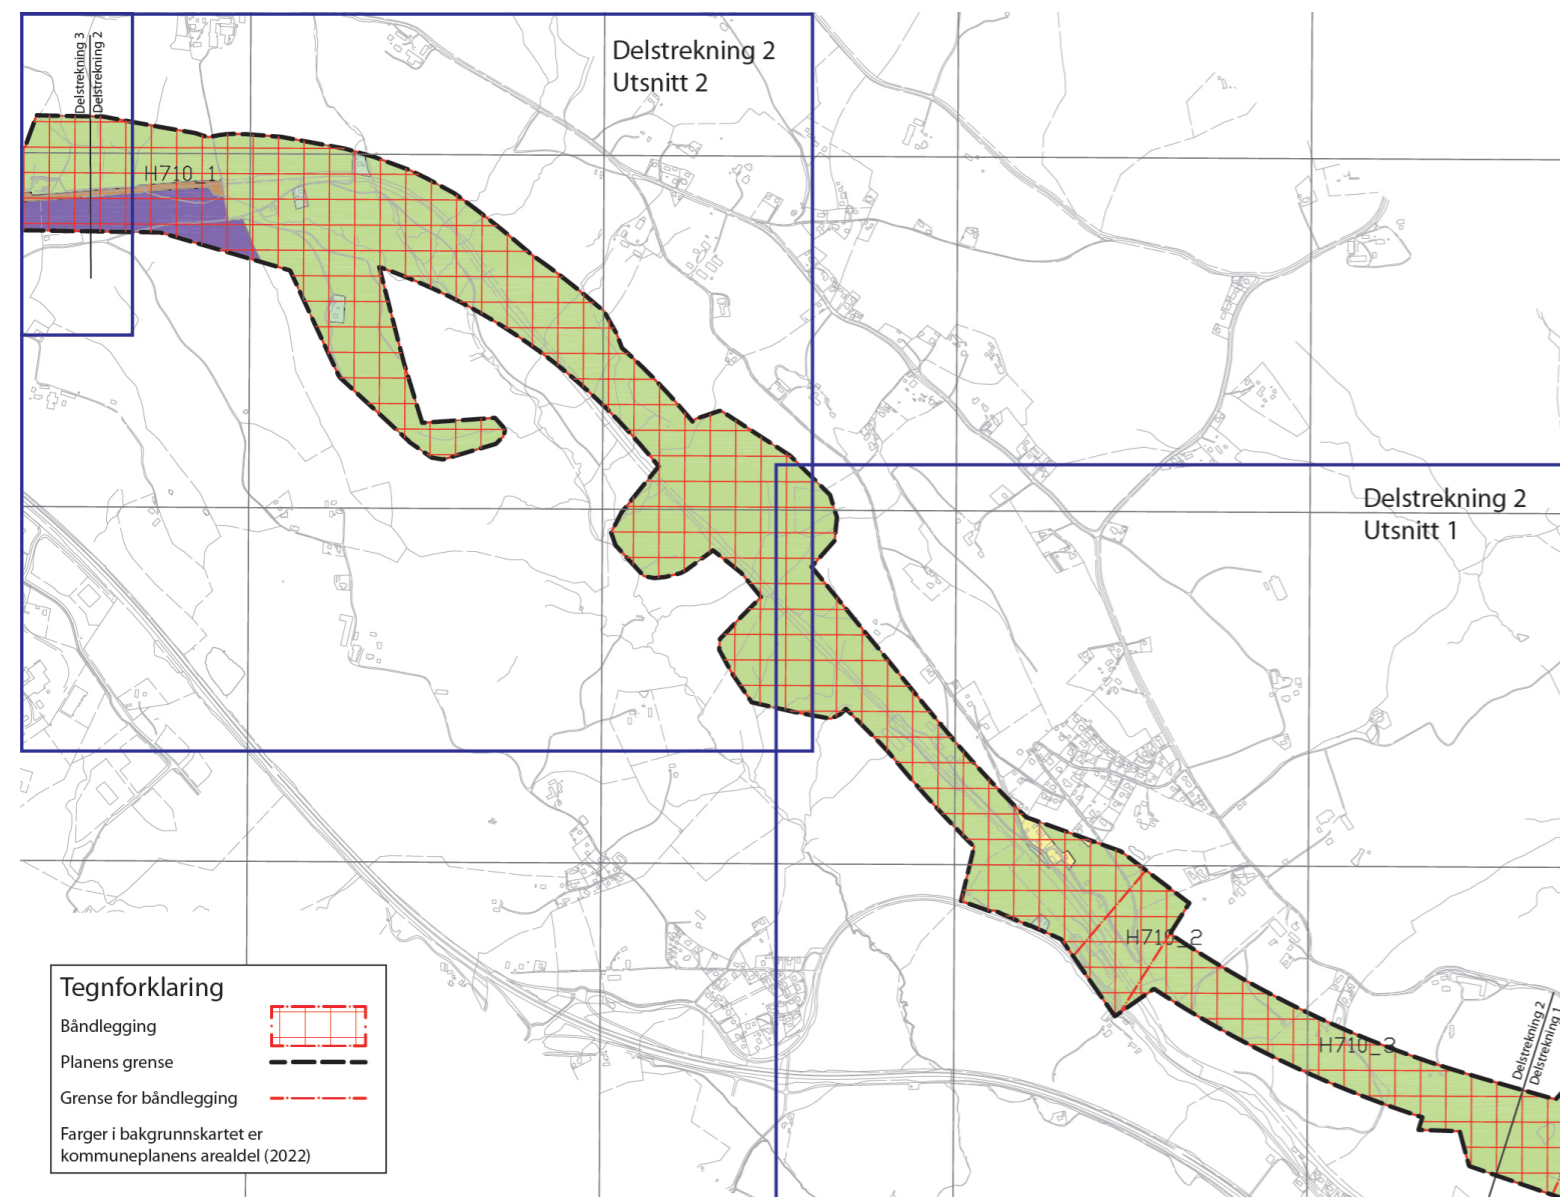 Delstrekning 3
Delstrekning 2
Delstrekning 2
Utsnitt 2
H710_1
Delstrekning 2
Utsnitt 1
H710_2
H710_3
Delstrekning 2
Delstrekning 1
Tegnforklaring
Båndlegging
Planens grense
Grense for båndlegging
Farger i bakgrunnskartet er
kommuneplanens arealdel (2022)